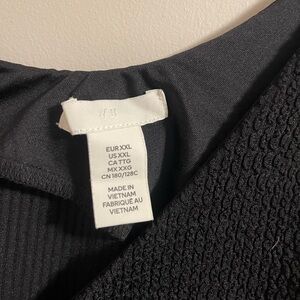 EUR XXL
US XXL
CA TTG
MX XXG
CN 180/128C
MADE IN
VIETNAM
FABRIQUÉ AU
VIETNAM